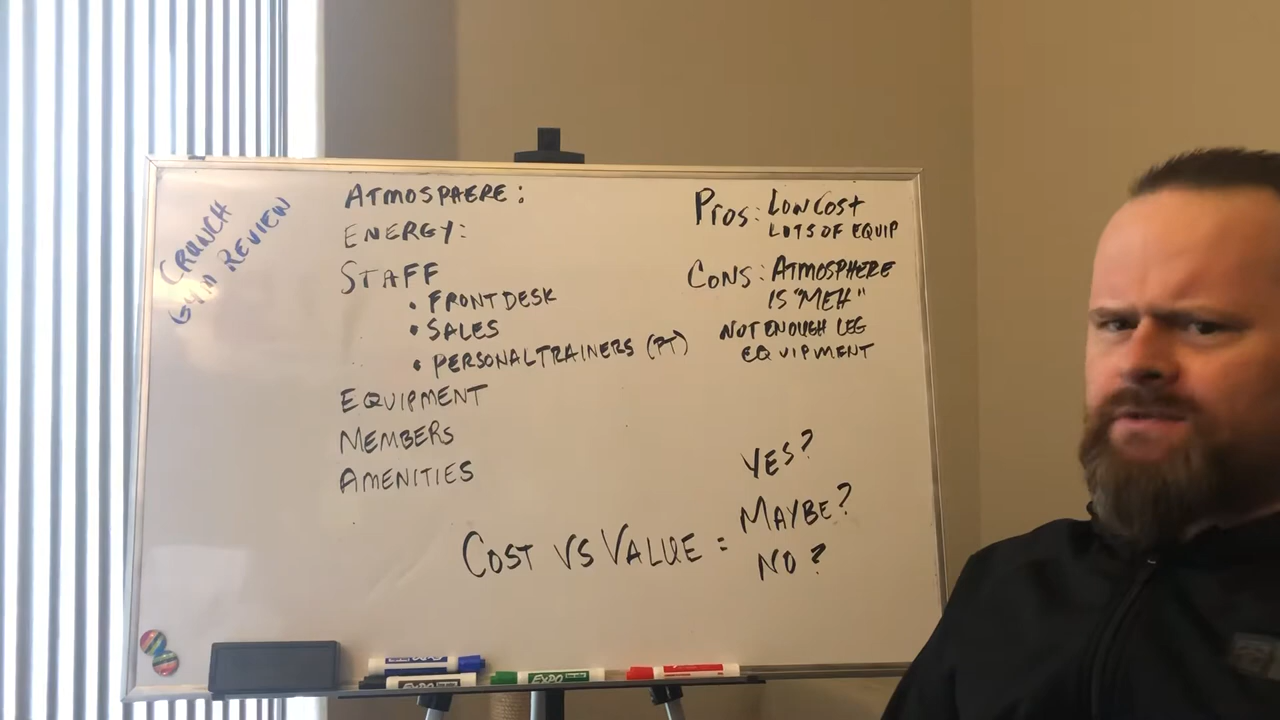 CRUNCH
GYM REVIEW
ATMOSPHERE:
ENERGY:
STAFF
• FRONT DESK
• SALES
• PERSONAL TRAINERS (PT)
EQUIPMENT
MEMBERS
AMENITIES
PROS: LOW COST
LOTS OF EQUIP
CONS: ATMOSPHERE
IS "MEH"
NOT ENOUGH LEG
EQUIPMENT
COST VS VALUE =
YES?
MAYBE?
NO?
EXPO
EXPO